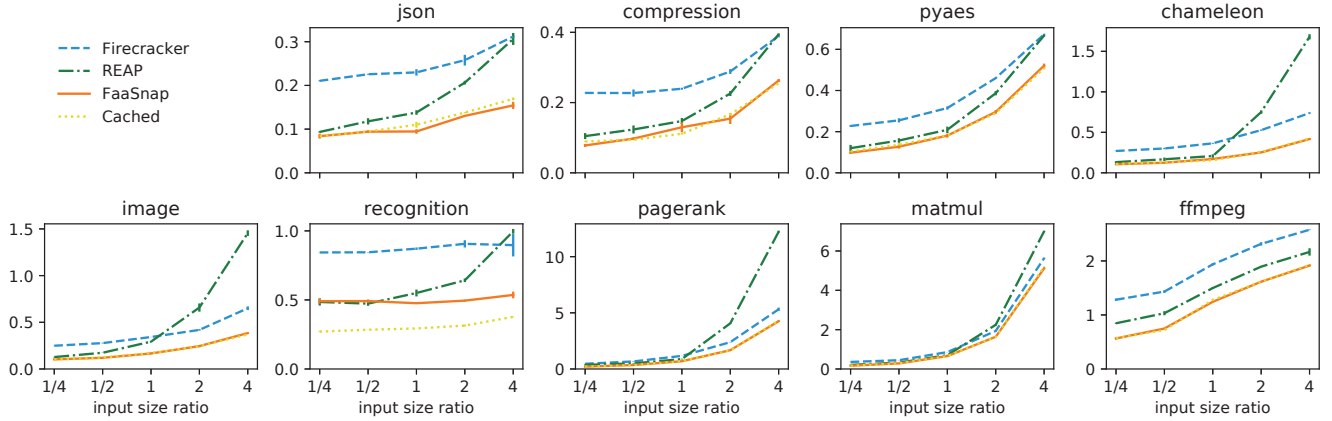 Firecracker
REAP
FaaSnap
Cached
json
0.3
0.2
0.1
0.0
compression
0.4
0.2
0.0
pyaes
0.6
0.4
0.2
0.0
chameleon
1.5
1.0
0.5
0.0
image
1.5
1.0
0.5
0.0
1/4 1/2 1 2 4
input size ratio
recognition
1.0
0.5
0.0
1/4 1/2 1 2 4
input size ratio
pagerank
10
5
0
1/4 1/2 1 2 4
input size ratio
matmul
6
4
2
0
1/4 1/2 1 2 4
input size ratio
ffmpeg
2
1
0
1/4 1/2 1 2 4
input size ratio